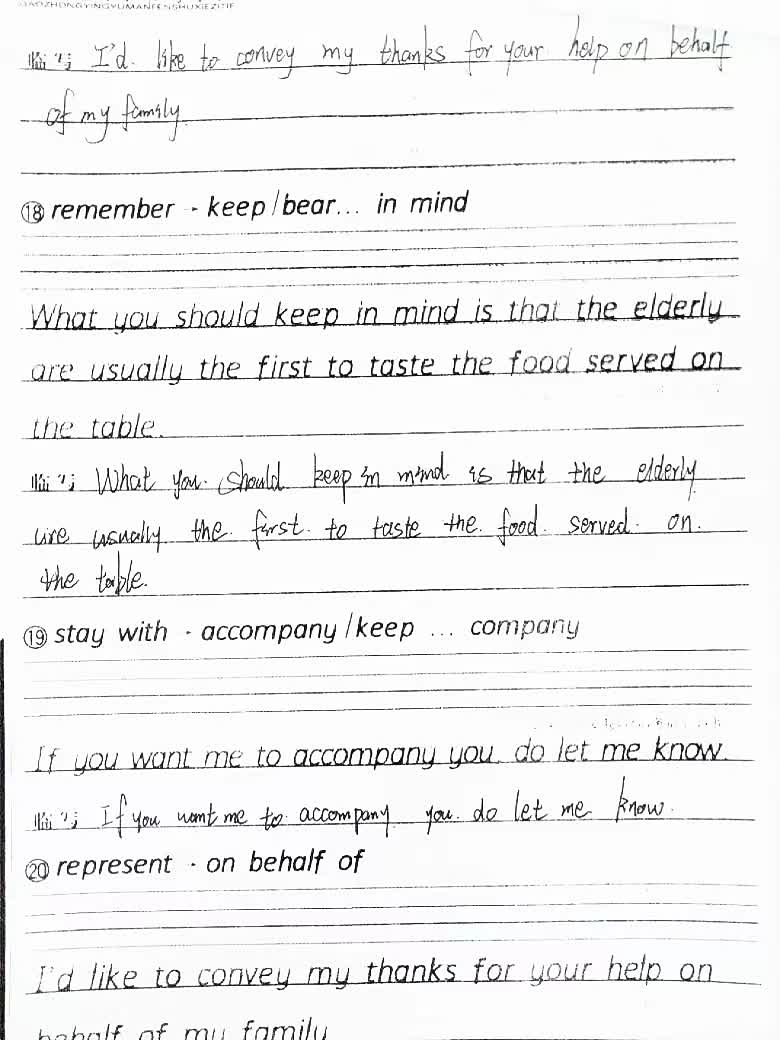 GAOZHONGYINGYUMANFENSHUXIEZITIE
临写 I'd like to convey my thanks for your help on behalf
of my family.
⑱ remember - keep/bear... in mind
What you should keep in mind is that the elderly
are usually the first to taste the food served on
the table.
临写 What you should keep in mind is that the elderly
are usually the first to taste the food served on
the table.
⑲ stay with - accompany/keep ... company
If you want me to accompany you, do let me know.
临写 If you want me to accompany you. do let me know.
⑳ represent - on behalf of
I'd like to convey my thanks for your help on
behalf of my family